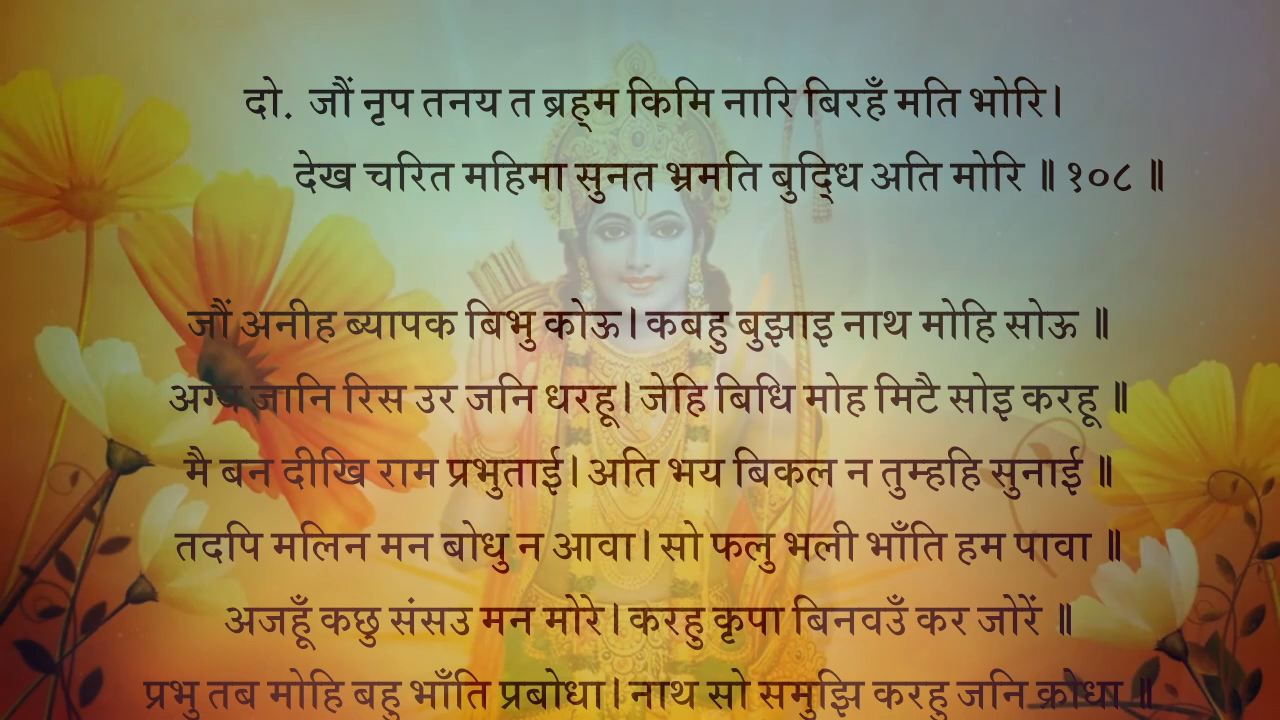 दो. जौं नृप तनय त ब्रह्म किमि नारि बिरहँ मति भोरि।
देख चरित महिमा सुनत भ्रमति बुद्धि अति मोरि ॥ १०८ ॥
जौं अनीह ब्यापक बिभु कोऊ। कबहु बुझाइ नाथ मोहि सोऊ ॥
अग्य जानि रिस उर जनि धरहू। जेहि बिधि मोह मिटै सोइ करहू ॥
मै बन दीखि राम प्रभुताई। अति भय बिकल न तुम्हहि सुनाई ॥
तदपि मलिन मन बोधु न आवा। सो फलु भली भाँति हम पावा ॥
अजहूँ कछु संसउ मन मोरे। करहु कृपा बिनवउँ कर जोरें ॥
प्रभु तब मोहि बहु भाँति प्रबोधा। नाथ सो समुझि करहु जनि क्रोधा ॥